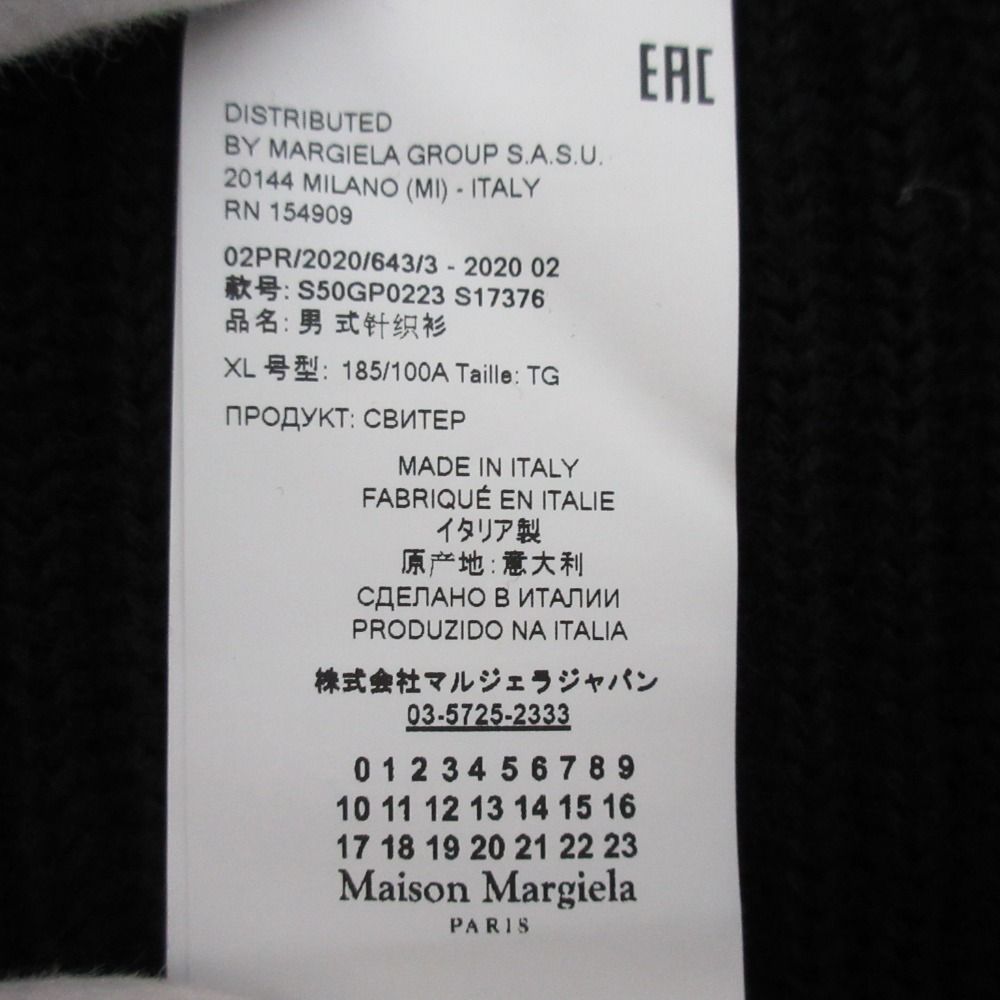 EAC
DISTRIBUTED
BY MARGIELA GROUP S.A.S.U.
20144 MILANO (MI) - ITALY
RN 154909
02PR/2020/643/3 - 2020 02
款号: S50GP0223 S17376
品名: 男 式针织衫
XL 号型: 185/100A Taille: TG
ПРОДУКТ: СВИТЕР
MADE IN ITALY
FABRIQUÉ EN ITALIE
イタリア製
原产地: 意大利
СДЕЛАНО В ИТАЛИИ
PRODUZIDO NA ITALIA
株式会社マルジェラジャパン
03-5725-2333
0 1 2 3 4 5 6 7 8 9
10 11 12 13 14 15 16
17 18 19 20 21 22 23
Maison Margiela
PARIS